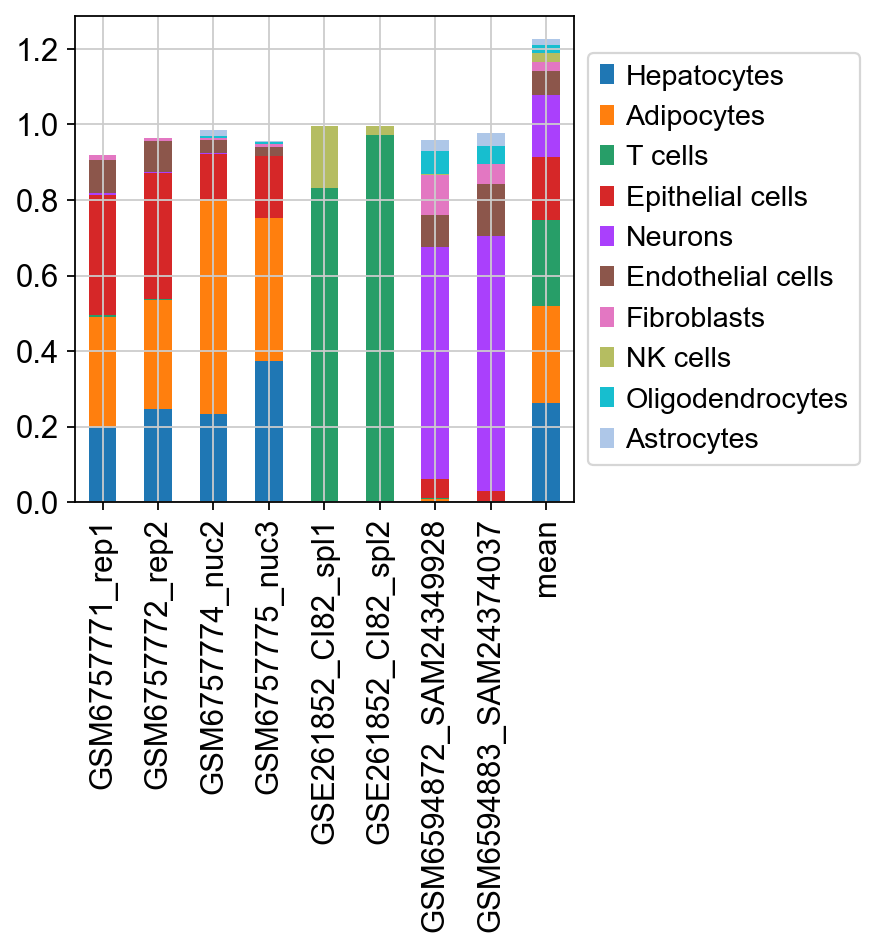 1.2
1.0
0.8
0.6
0.4
0.2
0.0
Hepatocytes
Adipocytes
T cells
Epithelial cells
Neurons
Endothelial cells
Fibroblasts
NK cells
Oligodendrocytes
Astrocytes
GSM6757771_rep1
GSM6757772_rep2
GSM6757774_nuc2
GSM6757775_nuc3
GSE261852_CI82_spl1
GSE261852_CI82_spl2
GSM6594872_SAM24349928
GSM6594883_SAM24374037
mean